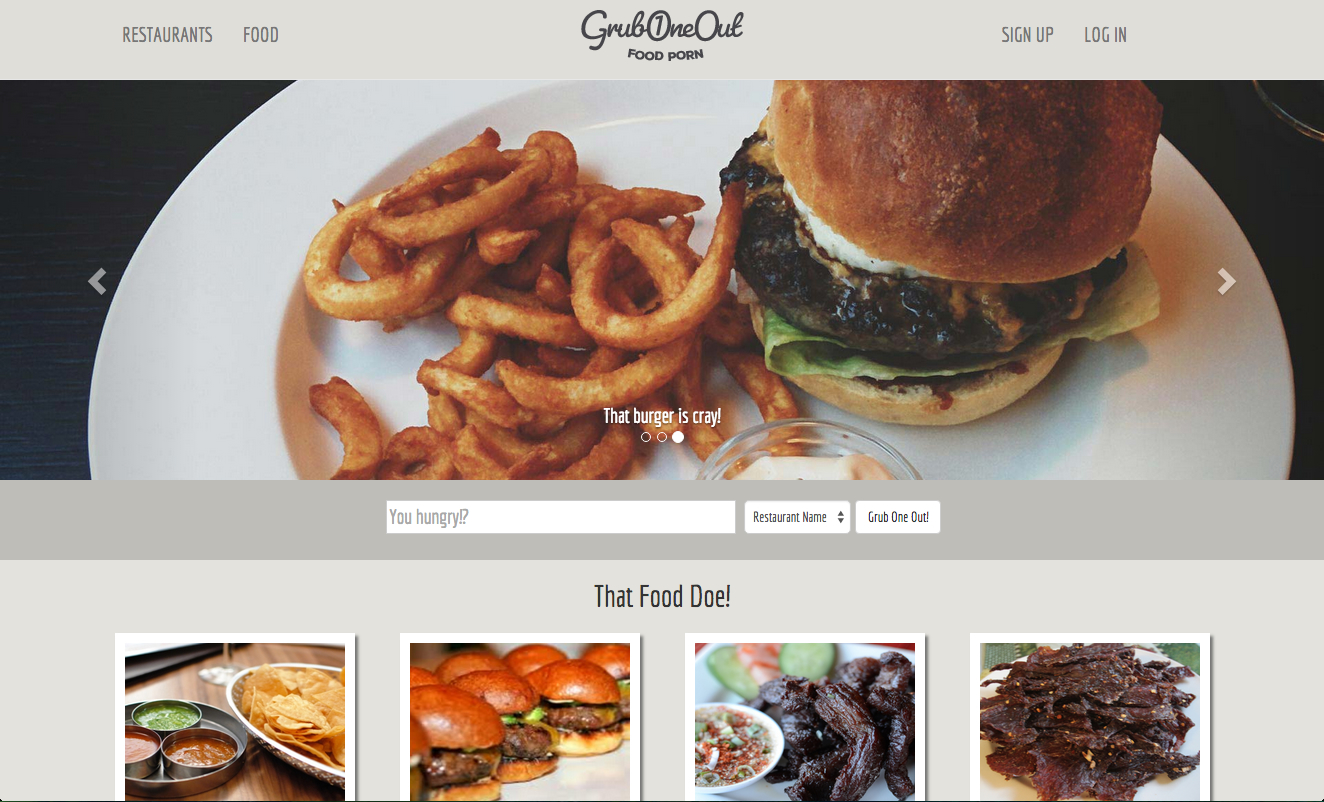 RESTAURANTS FOOD GrubOneOut SIGN UP LOG IN
FOOD PORN
That burger is cray!
You hungry!? Restaurant Name Grub One Out!
That Food Doe!